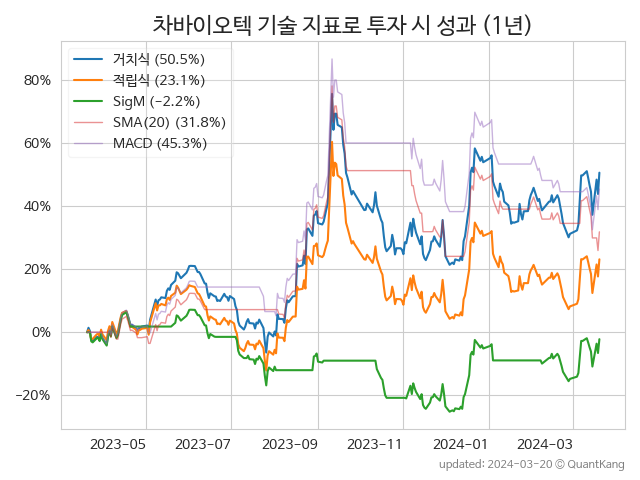 차바이오텍 기술 지표로 투자 시 성과 (1년)
거치식 (50.5%)
적립식 (23.1%)
SigM (−2.2%)
SMA(20) (31.8%)
MACD (45.3%)
80%
60%
40%
20%
0%
−20%
2023-05 2023-07 2023-09 2023-11 2024-01 2024-03
updated: 2024-03-20 © QuantKang